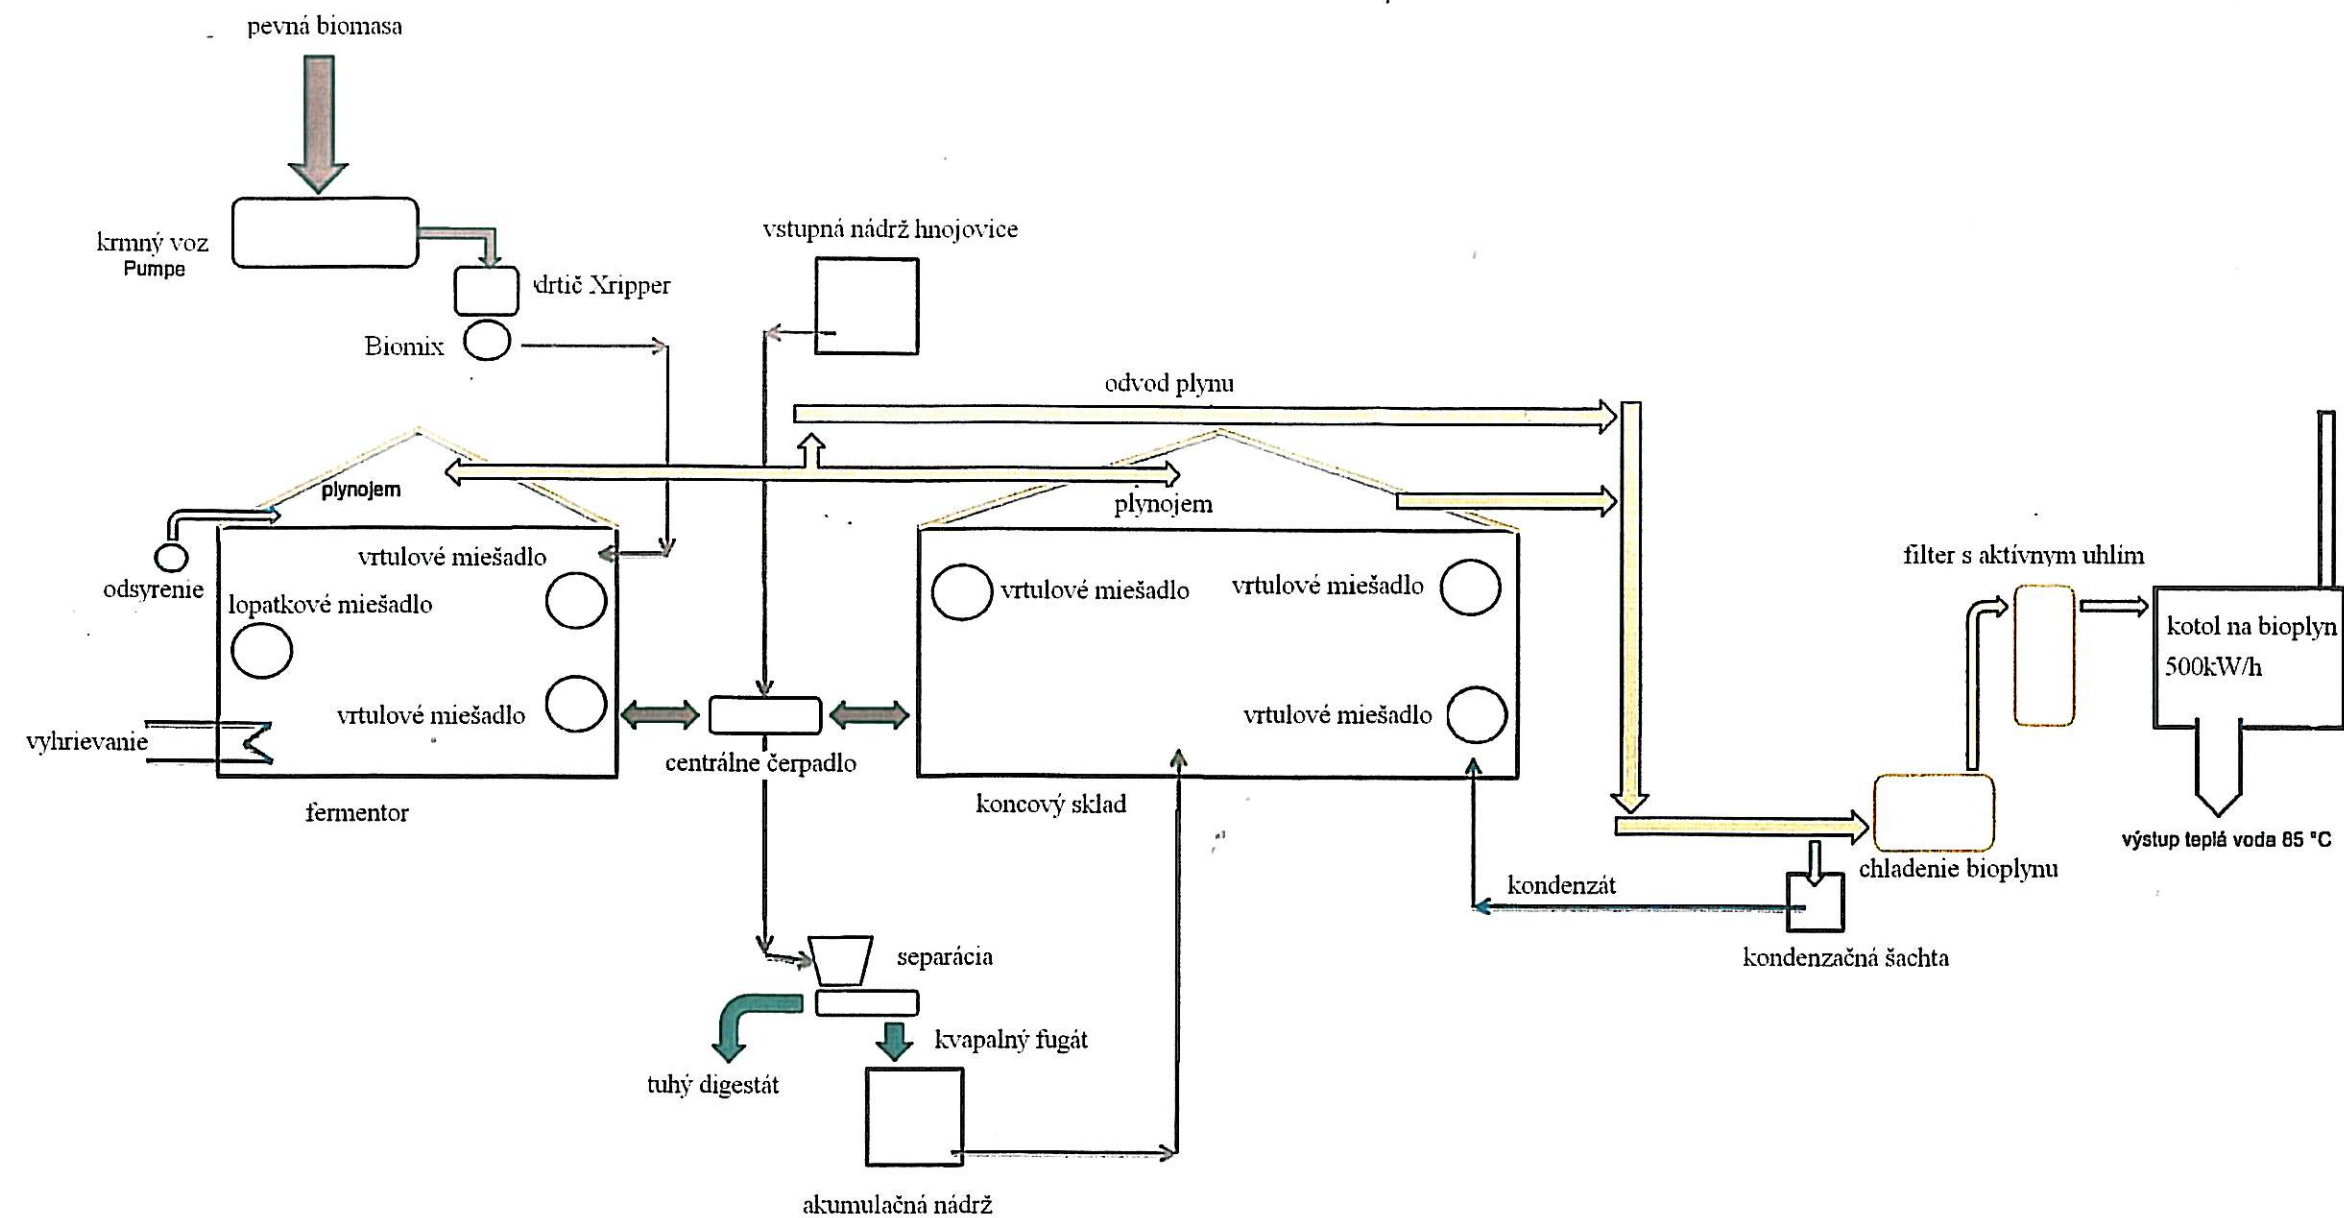 pevná biomasa
krmný voz
Pumpe
drtič Xripper
Biomix
vstupná nádrž hnojovice
odvod plynu
plynojem
plynojem
odsyrenie
vrtulové miešadlo
lopatkové miešadlo
vrtulové miešadlo
vyhrievanie
fermentor
centrálne čerpadlo
vrtulové miešadlo
vrtulové miešadlo
vrtulové miešadlo
koncový sklad
filter s aktívnym uhlím
kotol na bioplyn
500kW/h
výstup teplá voda 85 °C
chladenie bioplynu
kondenzát
kondenzačná šachta
separácia
kvapalný fugát
tuhý digestát
akumulačná nádrž